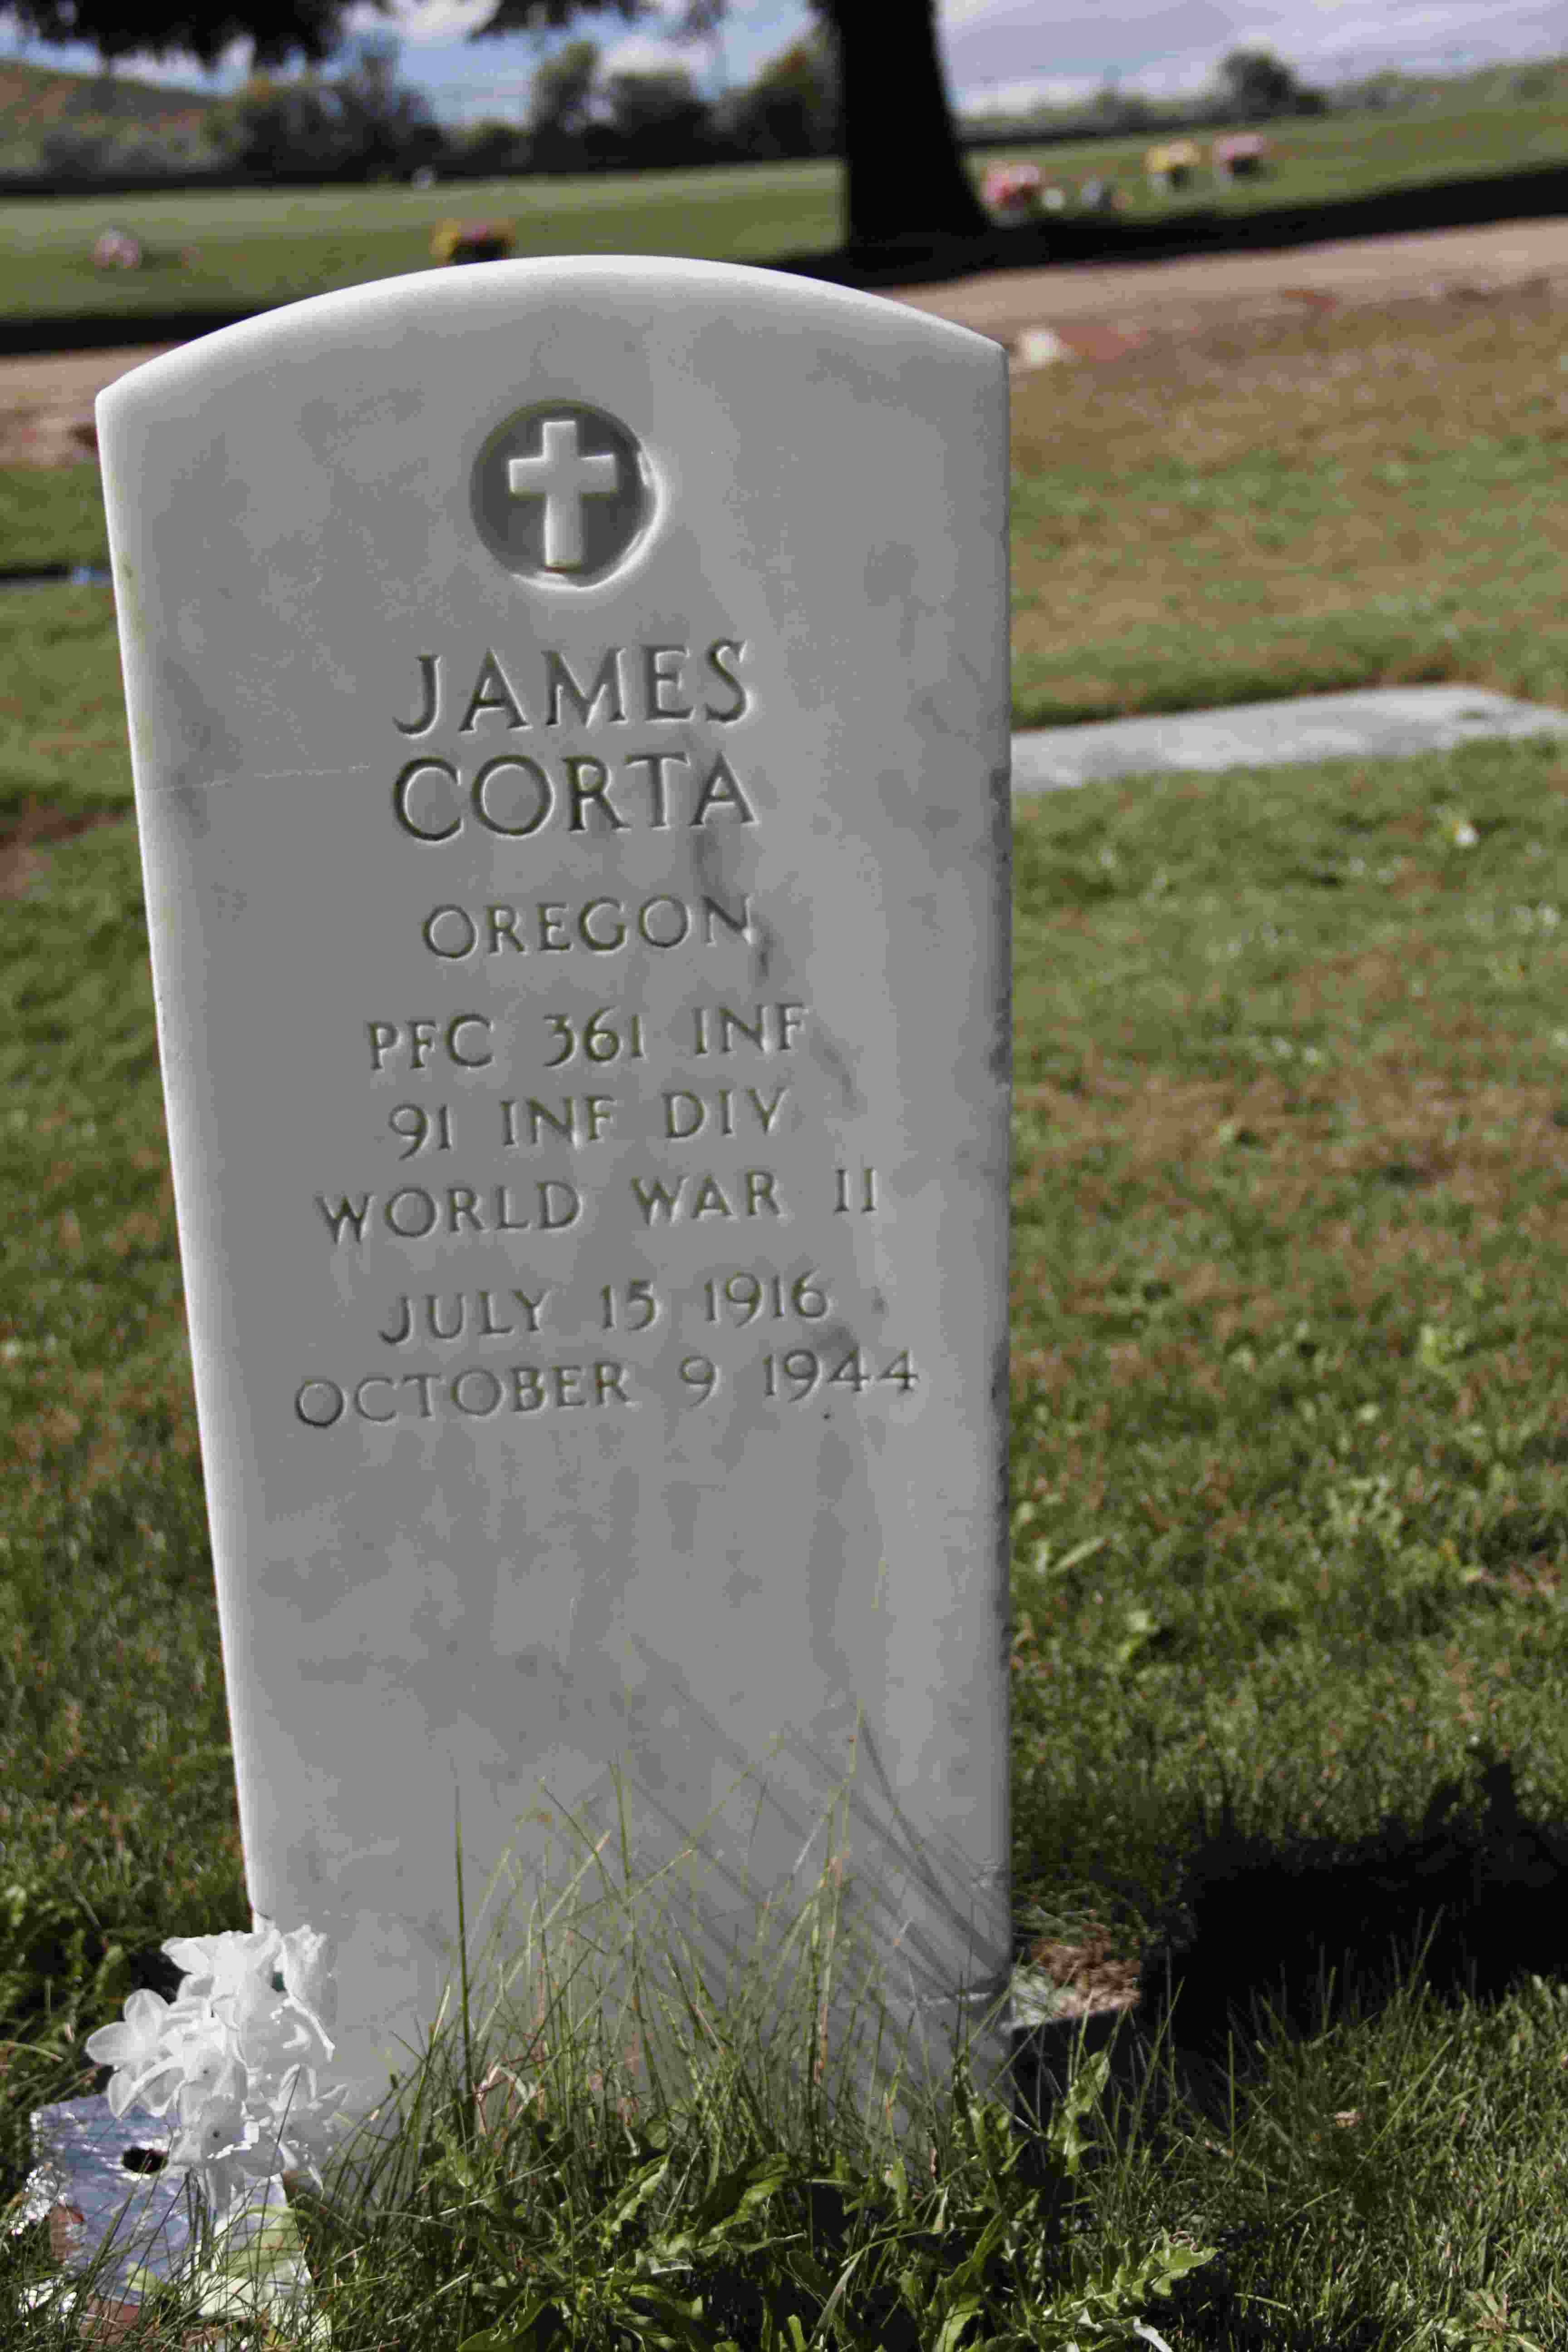 JAMES
CORTA
OREGON
PFC 361 INF
91 INF DIV
WORLD WAR II
JULY 15 1916
OCTOBER 9 1944